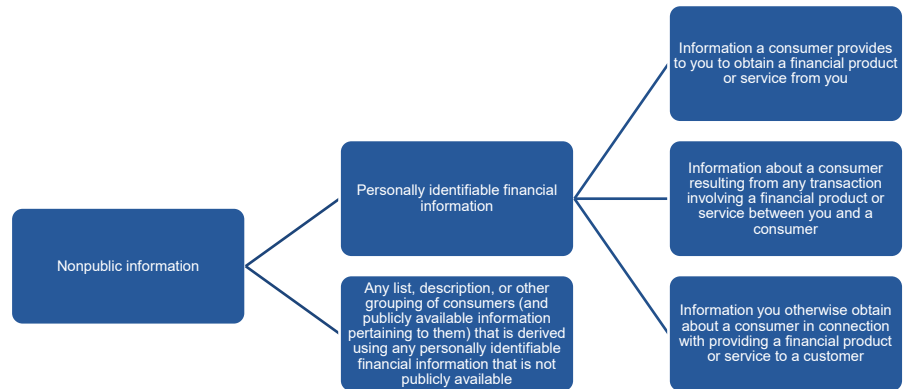 Nonpublic information
Personally identifiable financial
information
Any list, description, or other
grouping of consumers (and
publicly available information
pertaining to them) that is derived
using any personally identifiable
financial information that is not
publicly available
Information a consumer provides
to you to obtain a financial product
or service from you
Information about a consumer
resulting from any transaction
involving a financial product or
service between you and a
consumer
Information you otherwise obtain
about a consumer in connection
with providing a financial product
or service to a customer